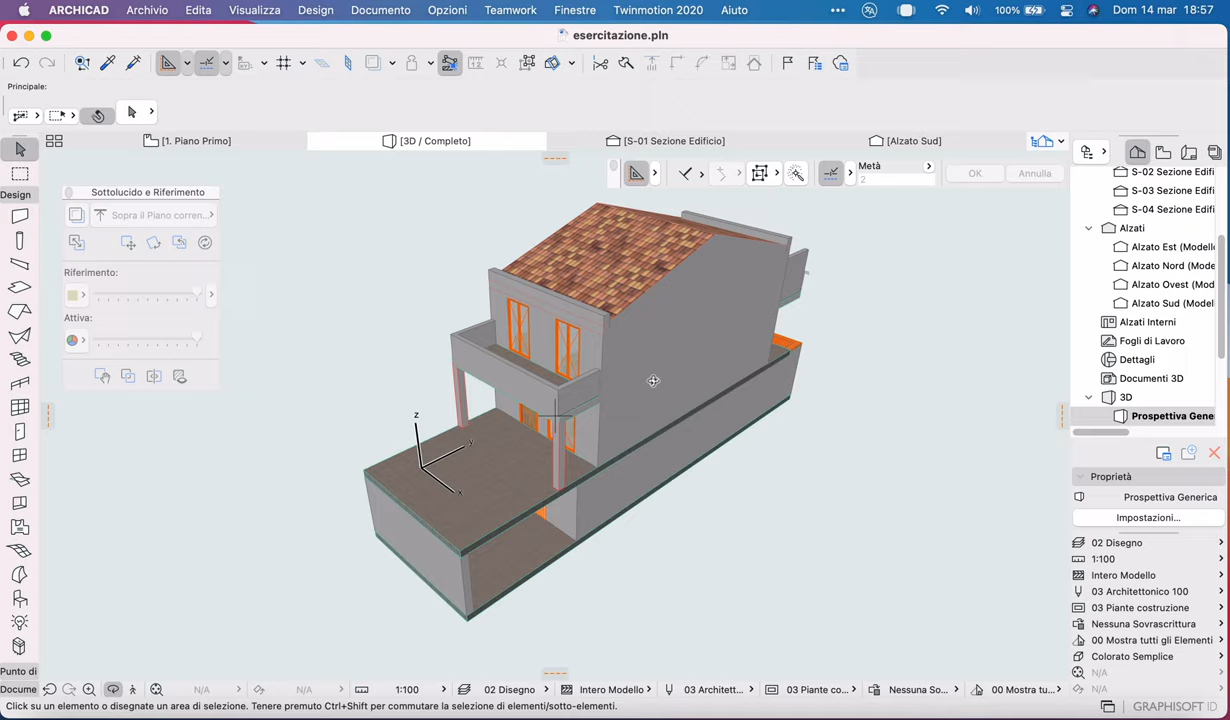 ARCHICAD Archivio Edita Visualizza Design Documento Opzioni Teamwork Finestre Twinmotion 2020 Aiuto ••• 100% Dom 14 mar 18:57
esercitazione.pln
Principale:
[1. Piano Primo] [3D / Completo] [S-01 Sezione Edificio] [Alzato Sud]
Metà
2
OK Annulla
Design
Sottolucido e Riferimento
Sopra il Piano corren...
Riferimento:
Attiva:
z
y
x
S-02 Sezione Edifi
S-03 Sezione Edifi
S-04 Sezione Edifi
Alzati
Alzato Est (Modell
Alzato Nord (Mode
Alzato Ovest (Mod
Alzato Sud (Model
Alzati Interni
Fogli di Lavoro
Dettagli
Documenti 3D
3D
Prospettiva Gene
Proprietà
Prospettiva Generica
Impostazioni...
02 Disegno
1:100
Intero Modello
03 Architettonico 100
03 Piante costruzione
Nessuna Sovrascrittura
00 Mostra tutti gli Elementi
Colorato Semplice
N/A
N/A
Punto di
Docume
N/A N/A 1:100 02 Disegno Intero Modello 03 Architett... 03 Piante co... Nessuna So... 00 Mostra tu...
Click su un elemento o disegnate un area di selezione. Tenere premuto Ctrl+Shift per commutare la selezione di elementi/sotto-elementi.
GRAPHISOFT ID